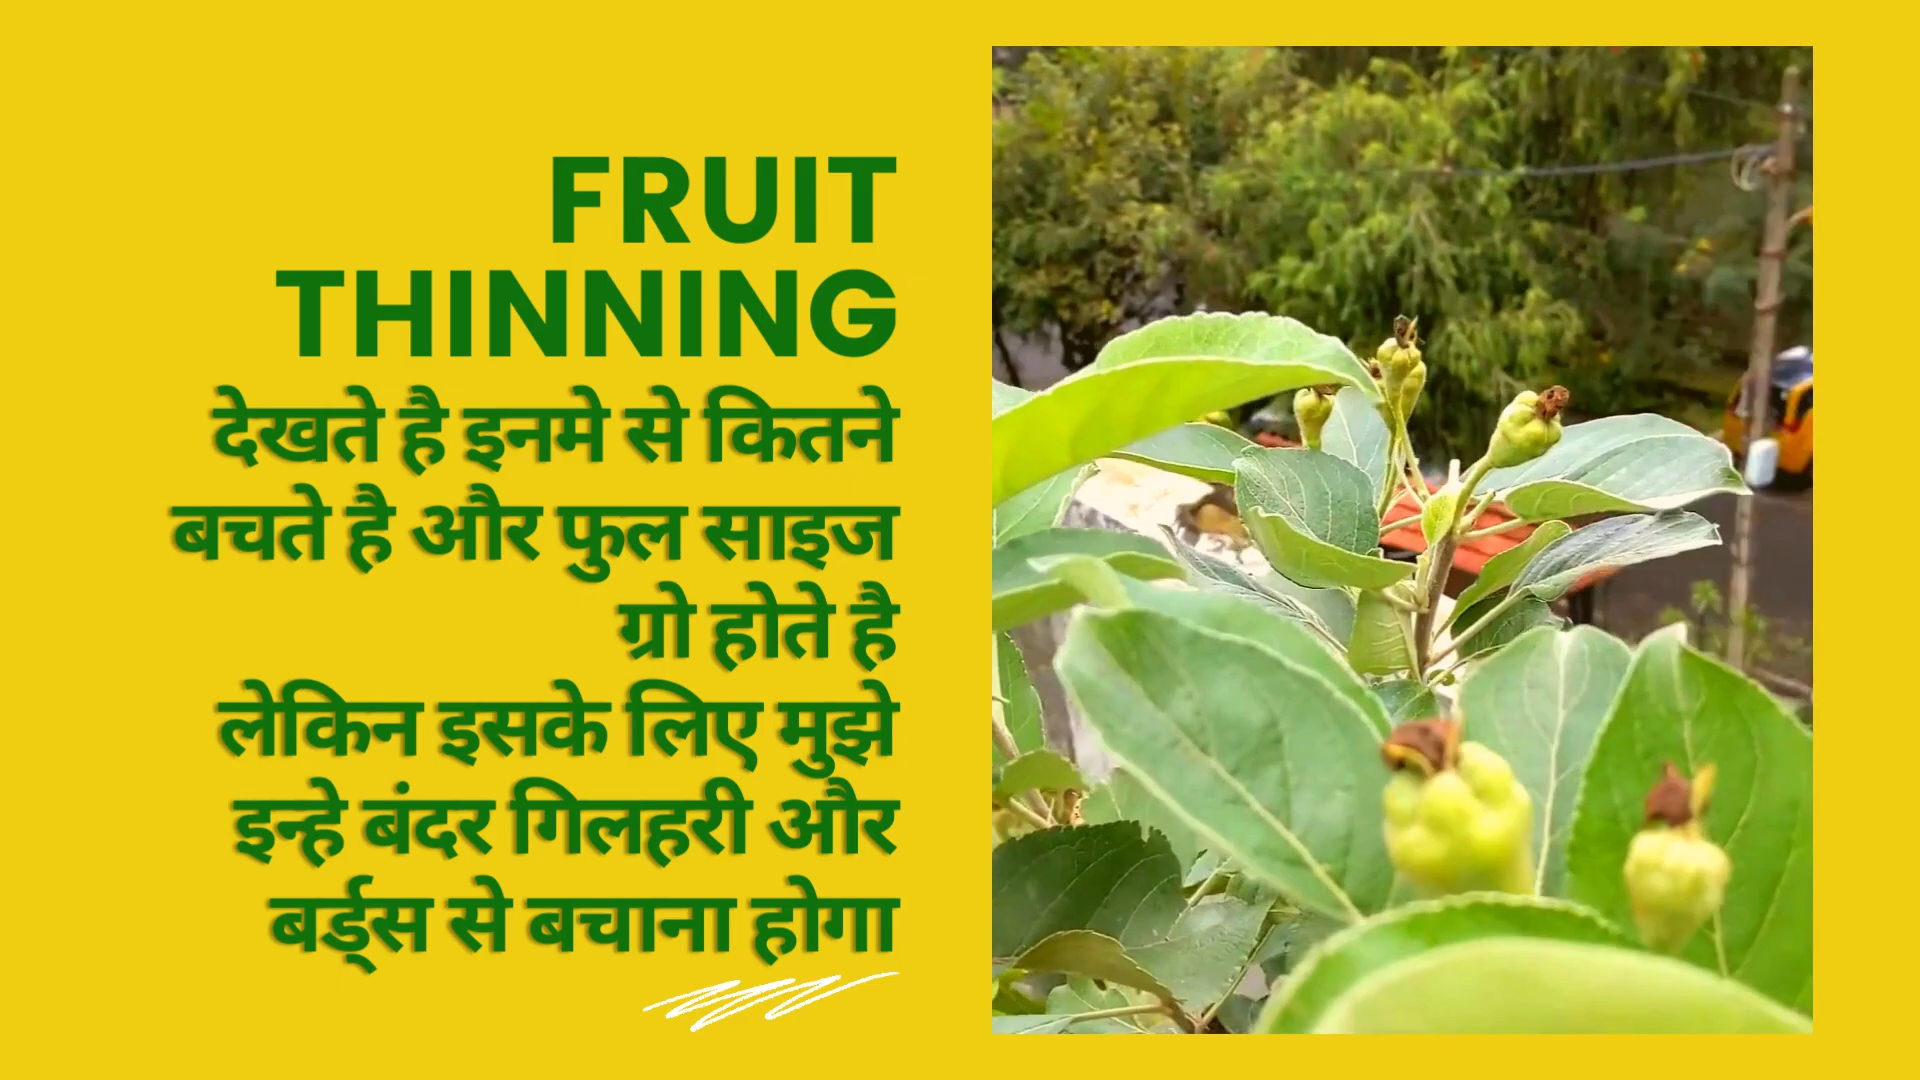 FRUIT
THINNING
देखते है इनमे से कितने
बचते है और फुल साइज
ग्रो होते है
लेकिन इसके लिए मुझे
इन्हे बंदर गिलहरी और
बर्ड्स से बचाना होगा